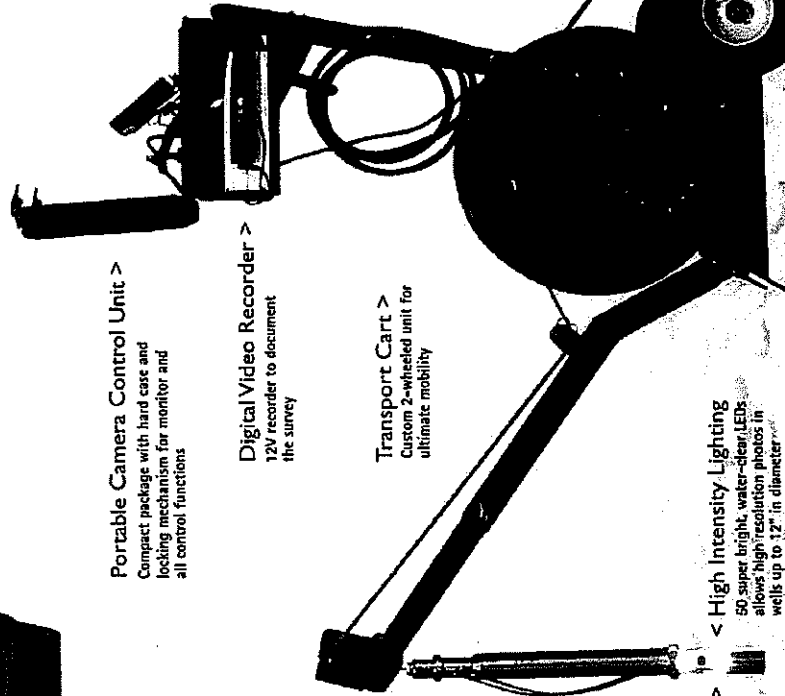 Portable Camera Control Unit >
Compact package with hard case and
locking mechanism for monitor and
all control functions
Digital Video Recorder >
12V recorder to document
the survey
Transport Cart >
Custom 2-wheeled unit for
ultimate mobility
< High Intensity Lighting
50 super bright, water-clear LEDs
allows high resolution photos in
wells up to 12" in diameter
>